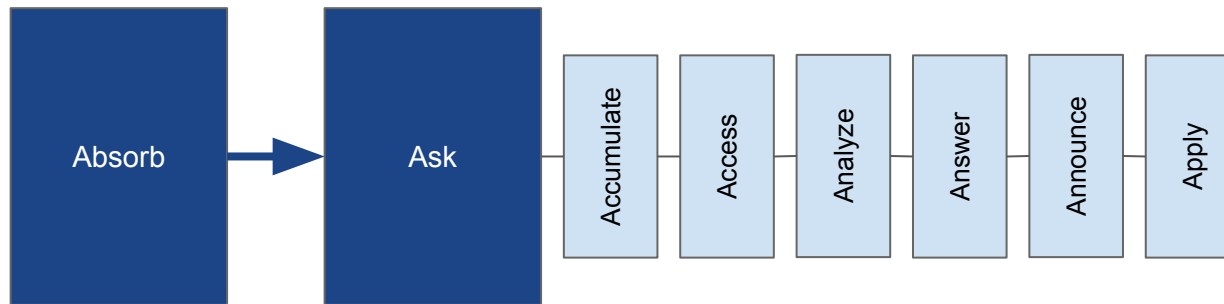 Absorb
Ask
Accumulate
Access
Analyze
Answer
Announce
Apply